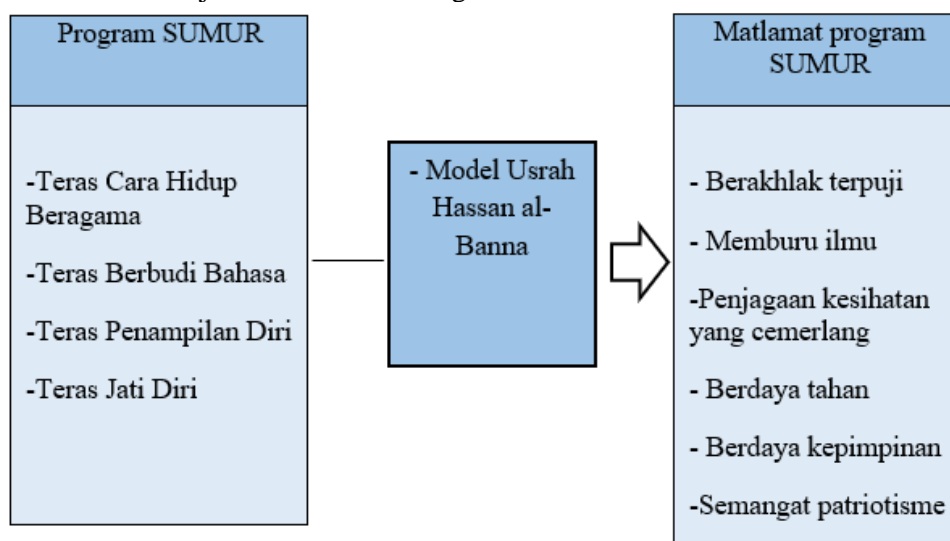 Program SUMUR
-Teras Cara Hidup
Beragama
-Teras Berbudi Bahasa
-Teras Penampilan Diri
-Teras Jati Diri
- Model Usrah
Hassan al-
Banna
Matlamat program
SUMUR
- Berakhlak terpuji
- Memburu ilmu
-Penjagaan kesihatan
yang cemerlang
- Berdaya tahan
- Berdaya kepimpinan
-Semangat patriotisme